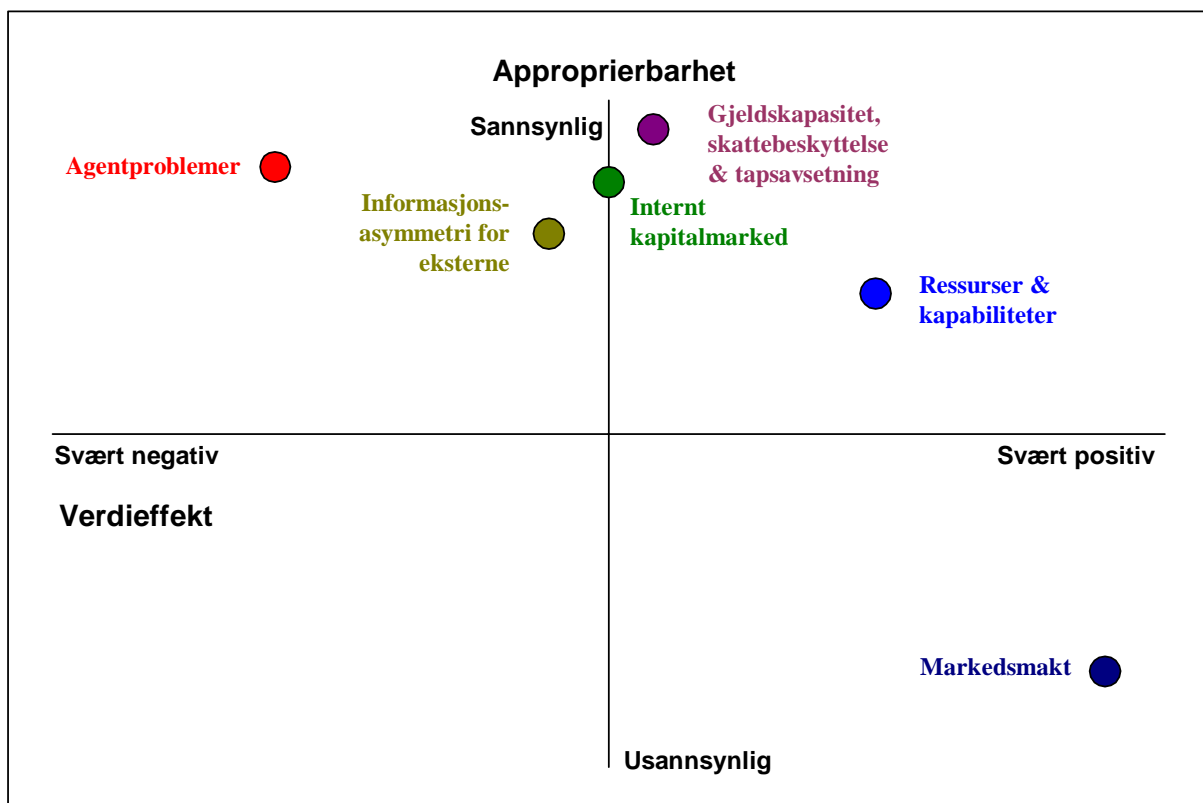 Approprierbarhet
Sannsynlig
Gjeldskapasitet,
skattebeskyttelse
& tapsavsetning
Agentproblemer
Informasjons-
asymmetri for
eksterne
Internt
kapitalmarked
Ressurser &
kapabiliteter
Svært negativ
Svært positiv
Verdieffekt
Markedsmakt
Usannsynlig